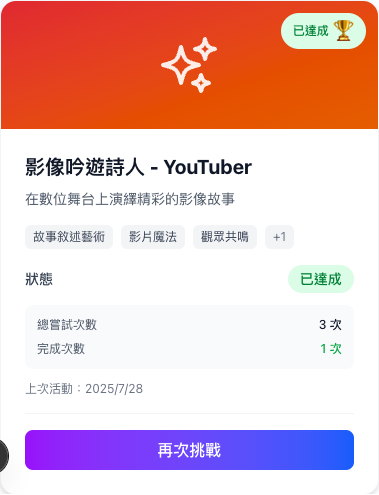 已達成 🏆
影像吟遊詩人 - YouTuber
在數位舞台上演繹精彩的影像故事
故事敘述藝術 影片魔法 觀眾共鳴 +1
狀態 已達成
總嘗試次數 3 次
完成次數 1 次
上次活動：2025/7/28
再次挑戰